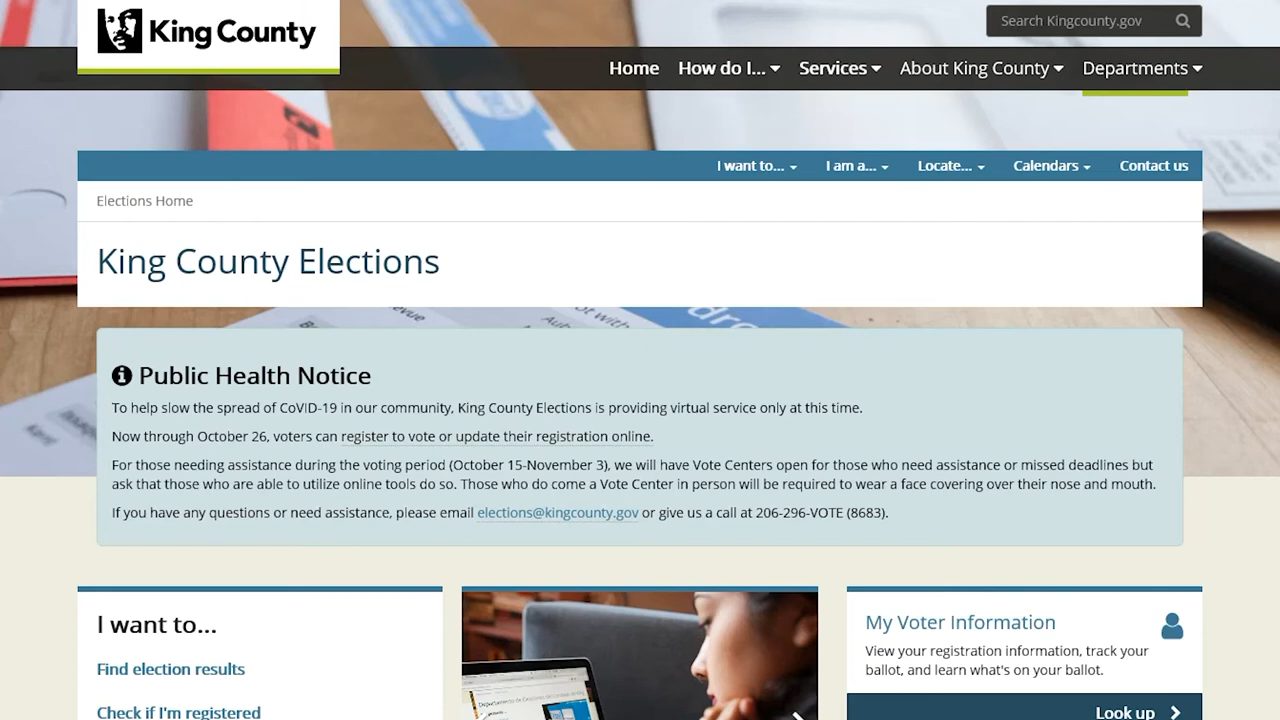 King County
Search Kingcounty.gov
Home How do I... Services About King County Departments
I want to... I am a... Locate... Calendars Contact us
Elections Home
King County Elections
Public Health Notice
To help slow the spread of CoVID-19 in our community, King County Elections is providing virtual service only at this time.
Now through October 26, voters can register to vote or update their registration online.
For those needing assistance during the voting period (October 15-November 3), we will have Vote Centers open for those who need assistance or missed deadlines but
ask that those who are able to utilize online tools do so. Those who do come a Vote Center in person will be required to wear a face covering over their nose and mouth.
If you have any questions or need assistance, please email elections@kingcounty.gov or give us a call at 206-296-VOTE (8683).
I want to...
Find election results
Check if I'm registered
My Voter Information
View your registration information, track your
ballot, and learn what's on your ballot.
Look up